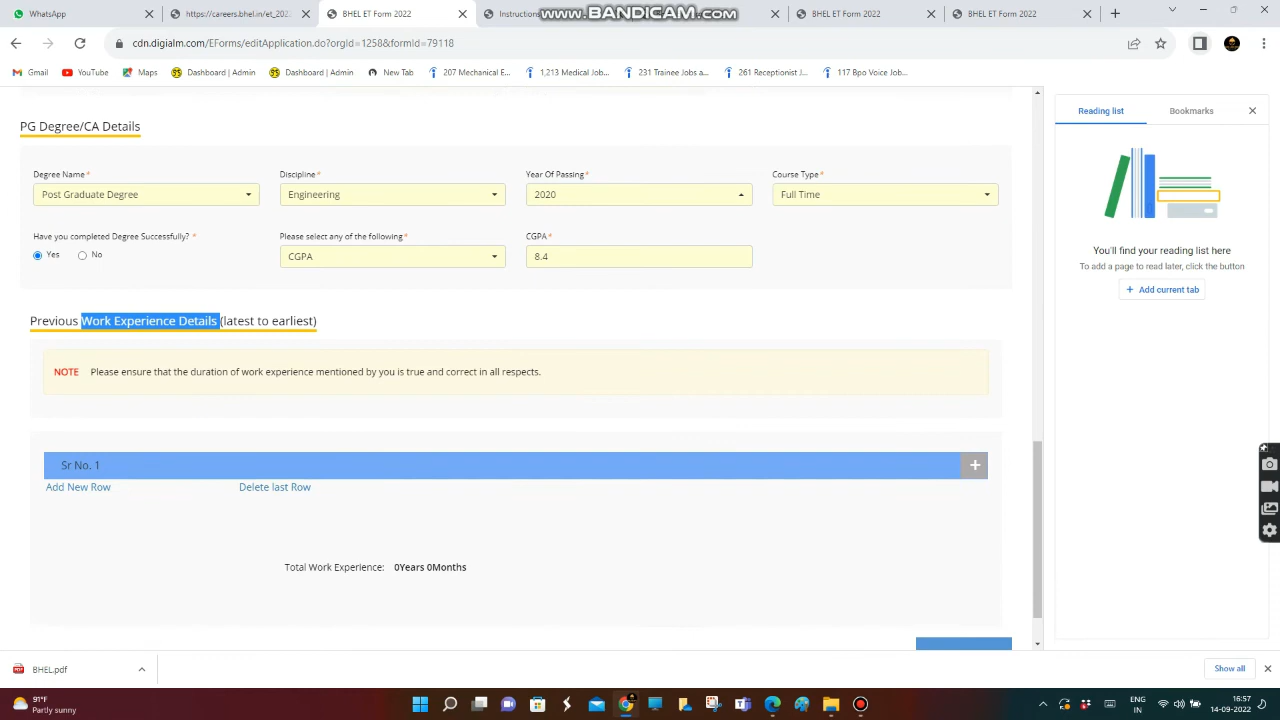 WhatsApp
https://careers.bhel.in/et_2023
BHEL ET Form 2022
Instructions
www.BANDICAM.com
BHEL ET Form 2022
BHEL ET Form 2022
cdn.digialm.com/EForms/editApplication.do?orgId=1258&formId=79118
Gmail
YouTube
Maps
Dashboard | Admin
Dashboard | Admin
New Tab
207 Mechanical E...
1,213 Medical Job...
231 Trainee Jobs a...
261 Receptionist J...
117 Bpo Voice Job...
PG Degree/CA Details
Degree Name*
Discipline*
Year Of Passing*
Course Type*
Post Graduate Degree
Engineering
2020
Full Time
Have you completed Degree Successfully? *
Please select any of the following*
CGPA*
Yes
No
CGPA
8.4
Previous Work Experience Details (latest to earliest)
NOTE Please ensure that the duration of work experience mentioned by you is true and correct in all respects.
Sr No. 1
+
Add New Row
Delete last Row
Total Work Experience: 0Years 0Months
Reading list
Bookmarks
You'll find your reading list here
To add a page to read later, click the button
+ Add current tab
BHEL.pdf
Show all
91°F
Partly sunny
ENG
IN
16:57
14-09-2022